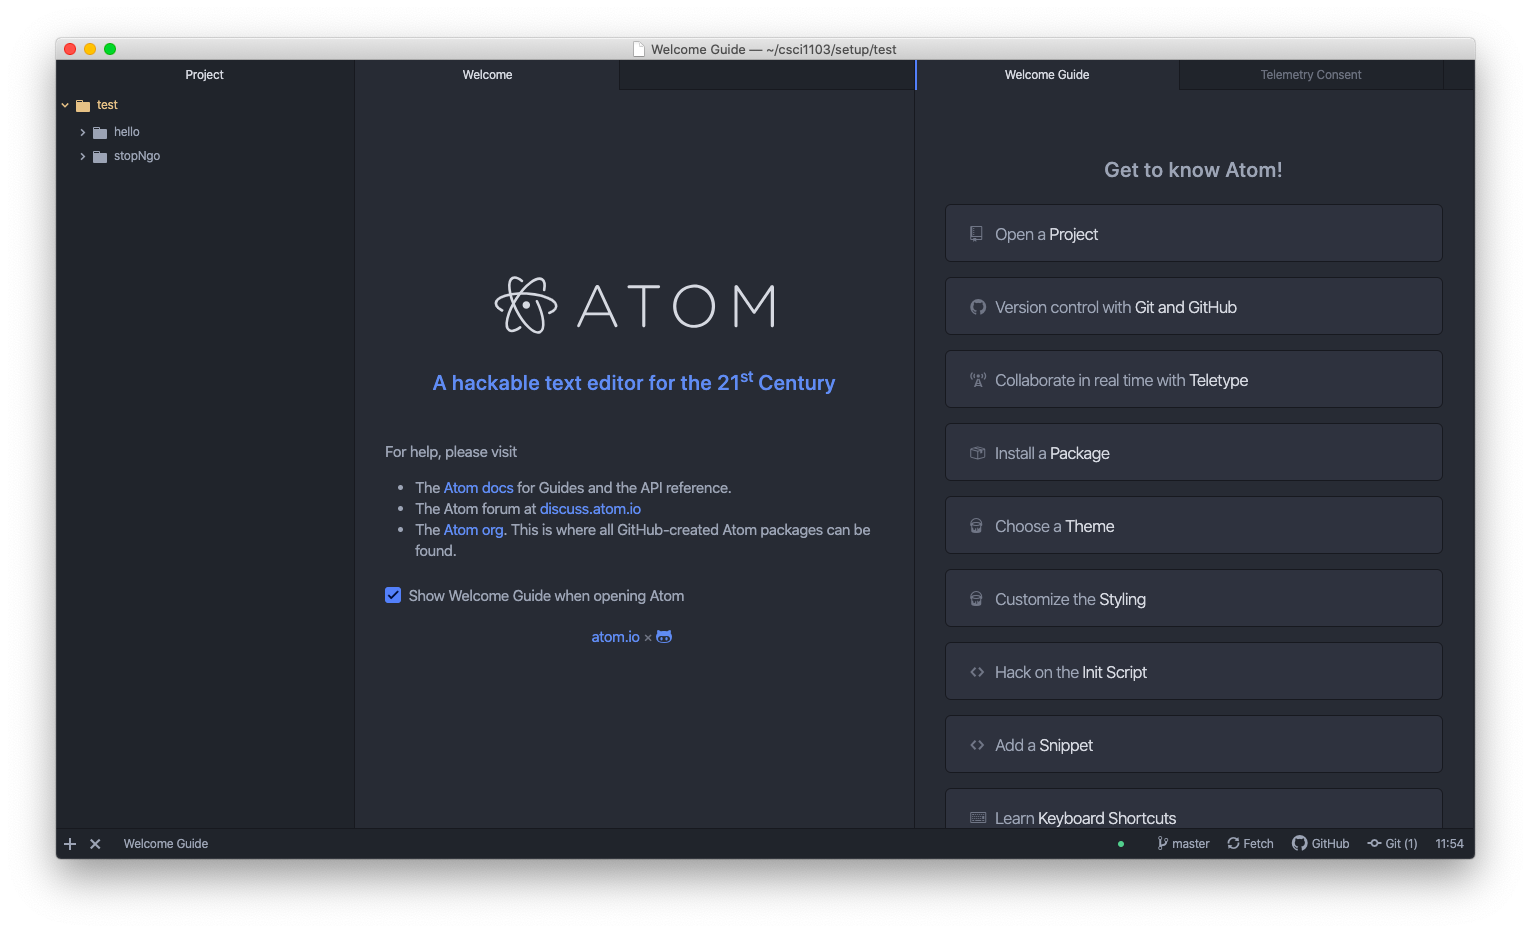 Welcome Guide — ~/csci1103/setup/test
Project
Welcome
Welcome Guide
Telemetry Consent
test
hello
stopNgo
ATOM
A hackable text editor for the 21st Century
For help, please visit
• The Atom docs for Guides and the API reference.
• The Atom forum at discuss.atom.io
• The Atom org. This is where all GitHub-created Atom packages can be
found.
Show Welcome Guide when opening Atom
atom.io ×
Get to know Atom!
Open a Project
Version control with Git and GitHub
Collaborate in real time with Teletype
Install a Package
Choose a Theme
Customize the Styling
Hack on the Init Script
Add a Snippet
Learn Keyboard Shortcuts
Welcome Guide
master
Fetch
GitHub
Git (1)
11:54